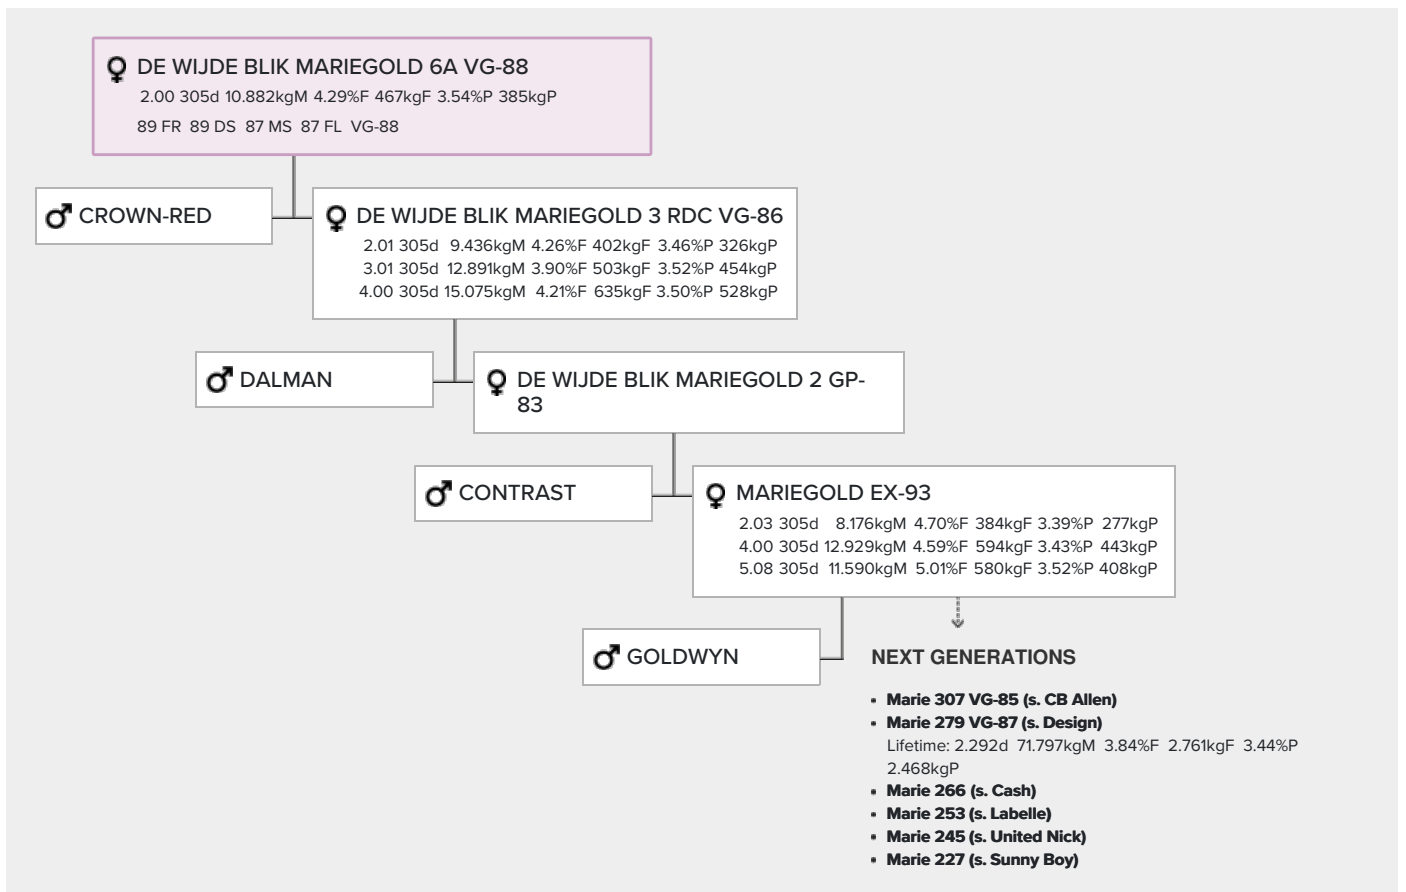 DE WIJDE BLIK MARIEGOLD 6A VG-88
2.00 305d 10.882kgM 4.29%F 467kgF 3.54%P 385kgP
89 FR 89 DS 87 MS 87 FL VG-88
CROWN-RED
DE WIJDE BLIK MARIEGOLD 3 RDC VG-86
2.01 305d 9.436kgM 4.26%F 402kgF 3.46%P 326kgP
3.01 305d 12.891kgM 3.90%F 503kgF 3.52%P 454kgP
4.00 305d 15.075kgM 4.21%F 635kgF 3.50%P 528kgP
DALMAN
DE WIJDE BLIK MARIEGOLD 2 GP-
83
CONTRAST
MARIEGOLD EX-93
2.03 305d 8.176kgM 4.70%F 384kgF 3.39%P 277kgP
4.00 305d 12.929kgM 4.59%F 594kgF 3.43%P 443kgP
5.08 305d 11.590kgM 5.01%F 580kgF 3.52%P 408kgP
GOLDWYN
NEXT GENERATIONS
Marie 307 VG-85 (s. CB Allen)
Marie 279 VG-87 (s. Design)
Lifetime: 2.292d 71.797kgM 3.84%F 2.761kgF 3.44%P
2.468kgP
Marie 266 (s. Cash)
Marie 253 (s. Labelle)
Marie 245 (s. United Nick)
Marie 227 (s. Sunny Boy)